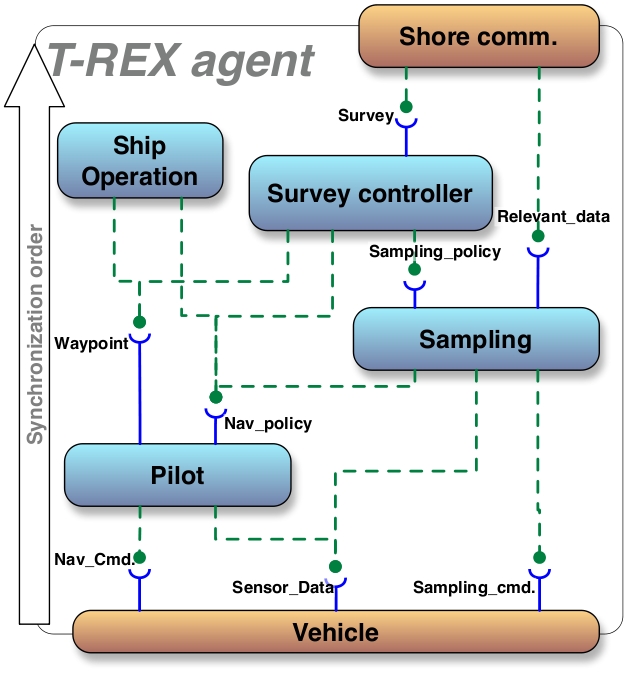 Shore comm.
T-REX agent
Survey
Ship
Operation
Survey controller
Relevant_data
Sampling_policy
Synchronization order
Sampling
Waypoint
Nav_policy
Pilot
Nav_Cmd.
Sensor_Data
Sampling_cmd.
Vehicle